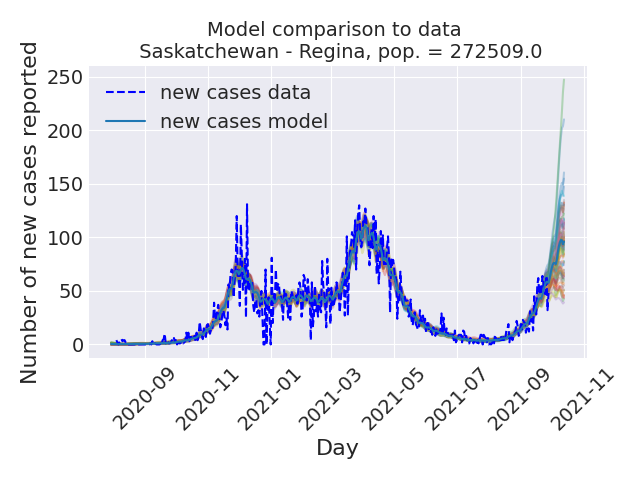 Model comparison to data
Saskatchewan - Regina, pop. = 272509.0
Number of new cases reported
250
200
150
100
50
0
new cases data
new cases model
2020-09
2020-11
2021-01
2021-03
2021-05
2021-07
2021-09
2021-11
Day